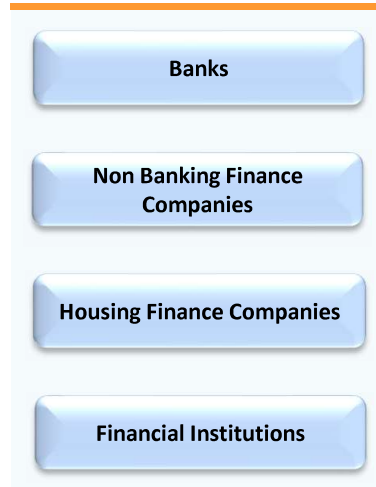 Banks
Non Banking Finance
Companies
Housing Finance Companies
Financial Institutions